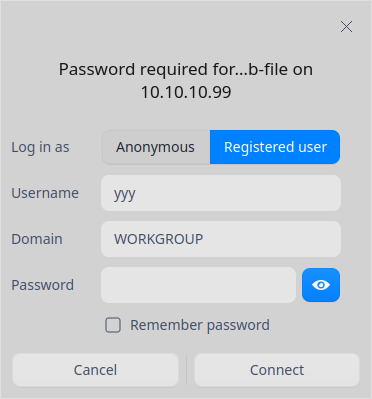 Password required for...b-file on
10.10.10.99
Log in as
Anonymous
Registered user
Username
yyy
Domain
WORKGROUP
Password
Remember password
Cancel
Connect